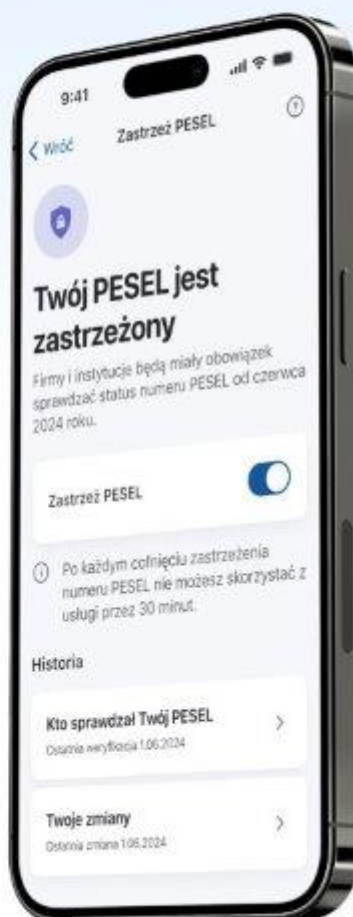 9:41
Wróć
Zastrzeż PESEL
Twój PESEL jest
zastrzeżony
Firmy i instytucje będą miały obowiązek
sprawdzać status numeru PESEL od czerwca
2024 roku.
Zastrzeż PESEL
Po każdym cofnięciu zastrzeżenia
numeru PESEL nie możesz skorzystać z
usługi przez 30 minut.
Historia
Kto sprawdzał Twój PESEL
Ostatnia weryfikacja 1.06.2024
Twoje zmiany
Ostatnia zmiana 1.06.2024